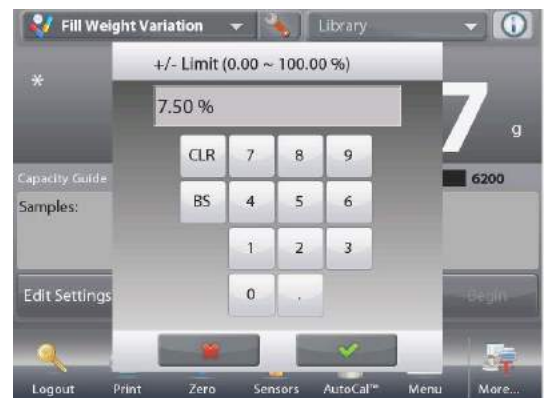 Fill Weight Variation
Library
+/- Limit (0.00 ~ 100.00 %)
*
7.50 %
7 g
CLR 7 8 9
Capacity Guide
6200
Samples:
BS 4 5 6
1 2 3
Edit Settings
0 .
Begin
Logout Print Zero Sensors AutoCal™ Menu More...